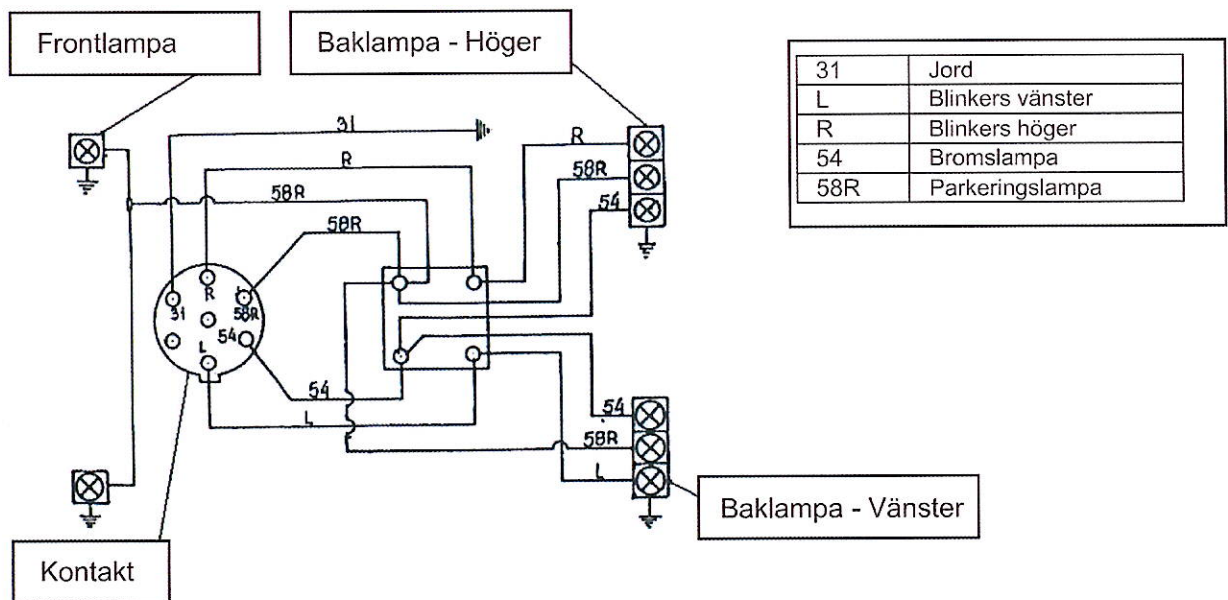 Frontlampa
Baklampa - Höger
31 Jord
L Blinkers vänster
R Blinkers höger
54 Bromslampa
58R Parkeringslampa
31
R
58R
58R
R
58R
54
R
31
58R
54
L
54
L
54
58R
L
Baklampa - Vänster
Kontakt